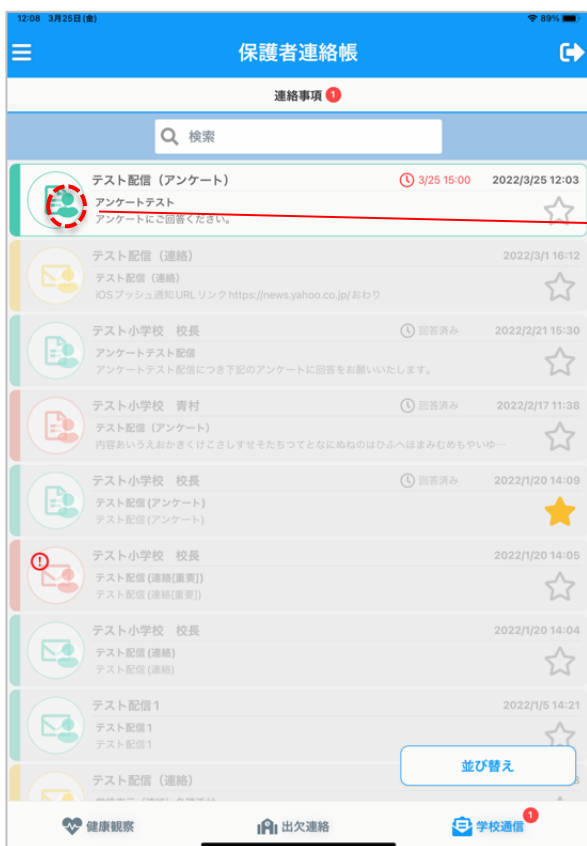 12:08 3月25日(金)
89%
保護者連絡帳
連絡事項 1
検索
テスト配信（アンケート） 3/25 15:00 2022/3/25 12:03
アンケートテスト
アンケートにご回答ください。
テスト配信（連絡） 2022/3/1 16:12
テスト配信（連絡）
iOSプッシュ通知URLリンクhttps://news.yahoo.co.jp/おわり
テスト小学校 校長 回答済み 2022/2/21 15:30
アンケートテスト配信
アンケートテスト配信につき下記のアンケートに回答をお願いいたします。
テスト小学校 青村 回答済み 2022/2/17 11:38
テスト配信（アンケート）
内容あいうえおかきくけこさしすせそたちつてとなにぬねのはひふへほまみむめもやいゆ…
テスト小学校 校長 回答済み 2022/1/20 14:09
テスト配信(アンケート)
テスト配信(アンケート)
テスト小学校 校長 2022/1/20 14:05
テスト配信(連絡[重要])
テスト配信(連絡[重要])
テスト小学校 校長 2022/1/20 14:04
テスト配信(連絡)
テスト配信(連絡)
テスト配信1 2022/1/5 14:21
テスト配信1
テスト配信1
並び替え
テスト配信（連絡）
健康観察 出欠連絡 学校通信 1